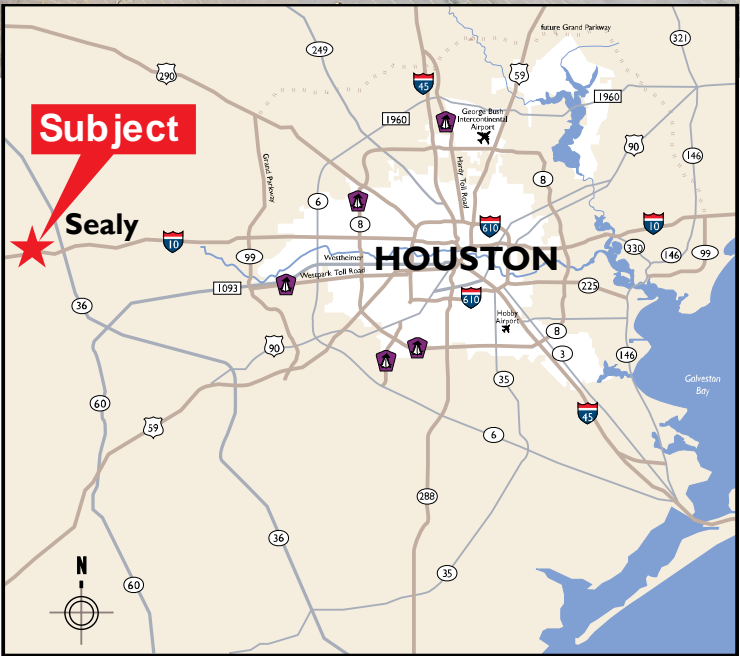 future Grand Parkway
321
249
290
59
45
1960
George Bush
Intercontinental
Airport
1960
Subject
90
146
Grand Parkway
Hardy Toll Road
8
6
8
Sealy
610
10
10
330
146
99
99
Westheimer
HOUSTON
Westpark Toll Road
1093
225
610
36
Hobby
Airport
8
90
3
146
35
Galveston
Bay
60
45
59
6
288
36
N
35
60